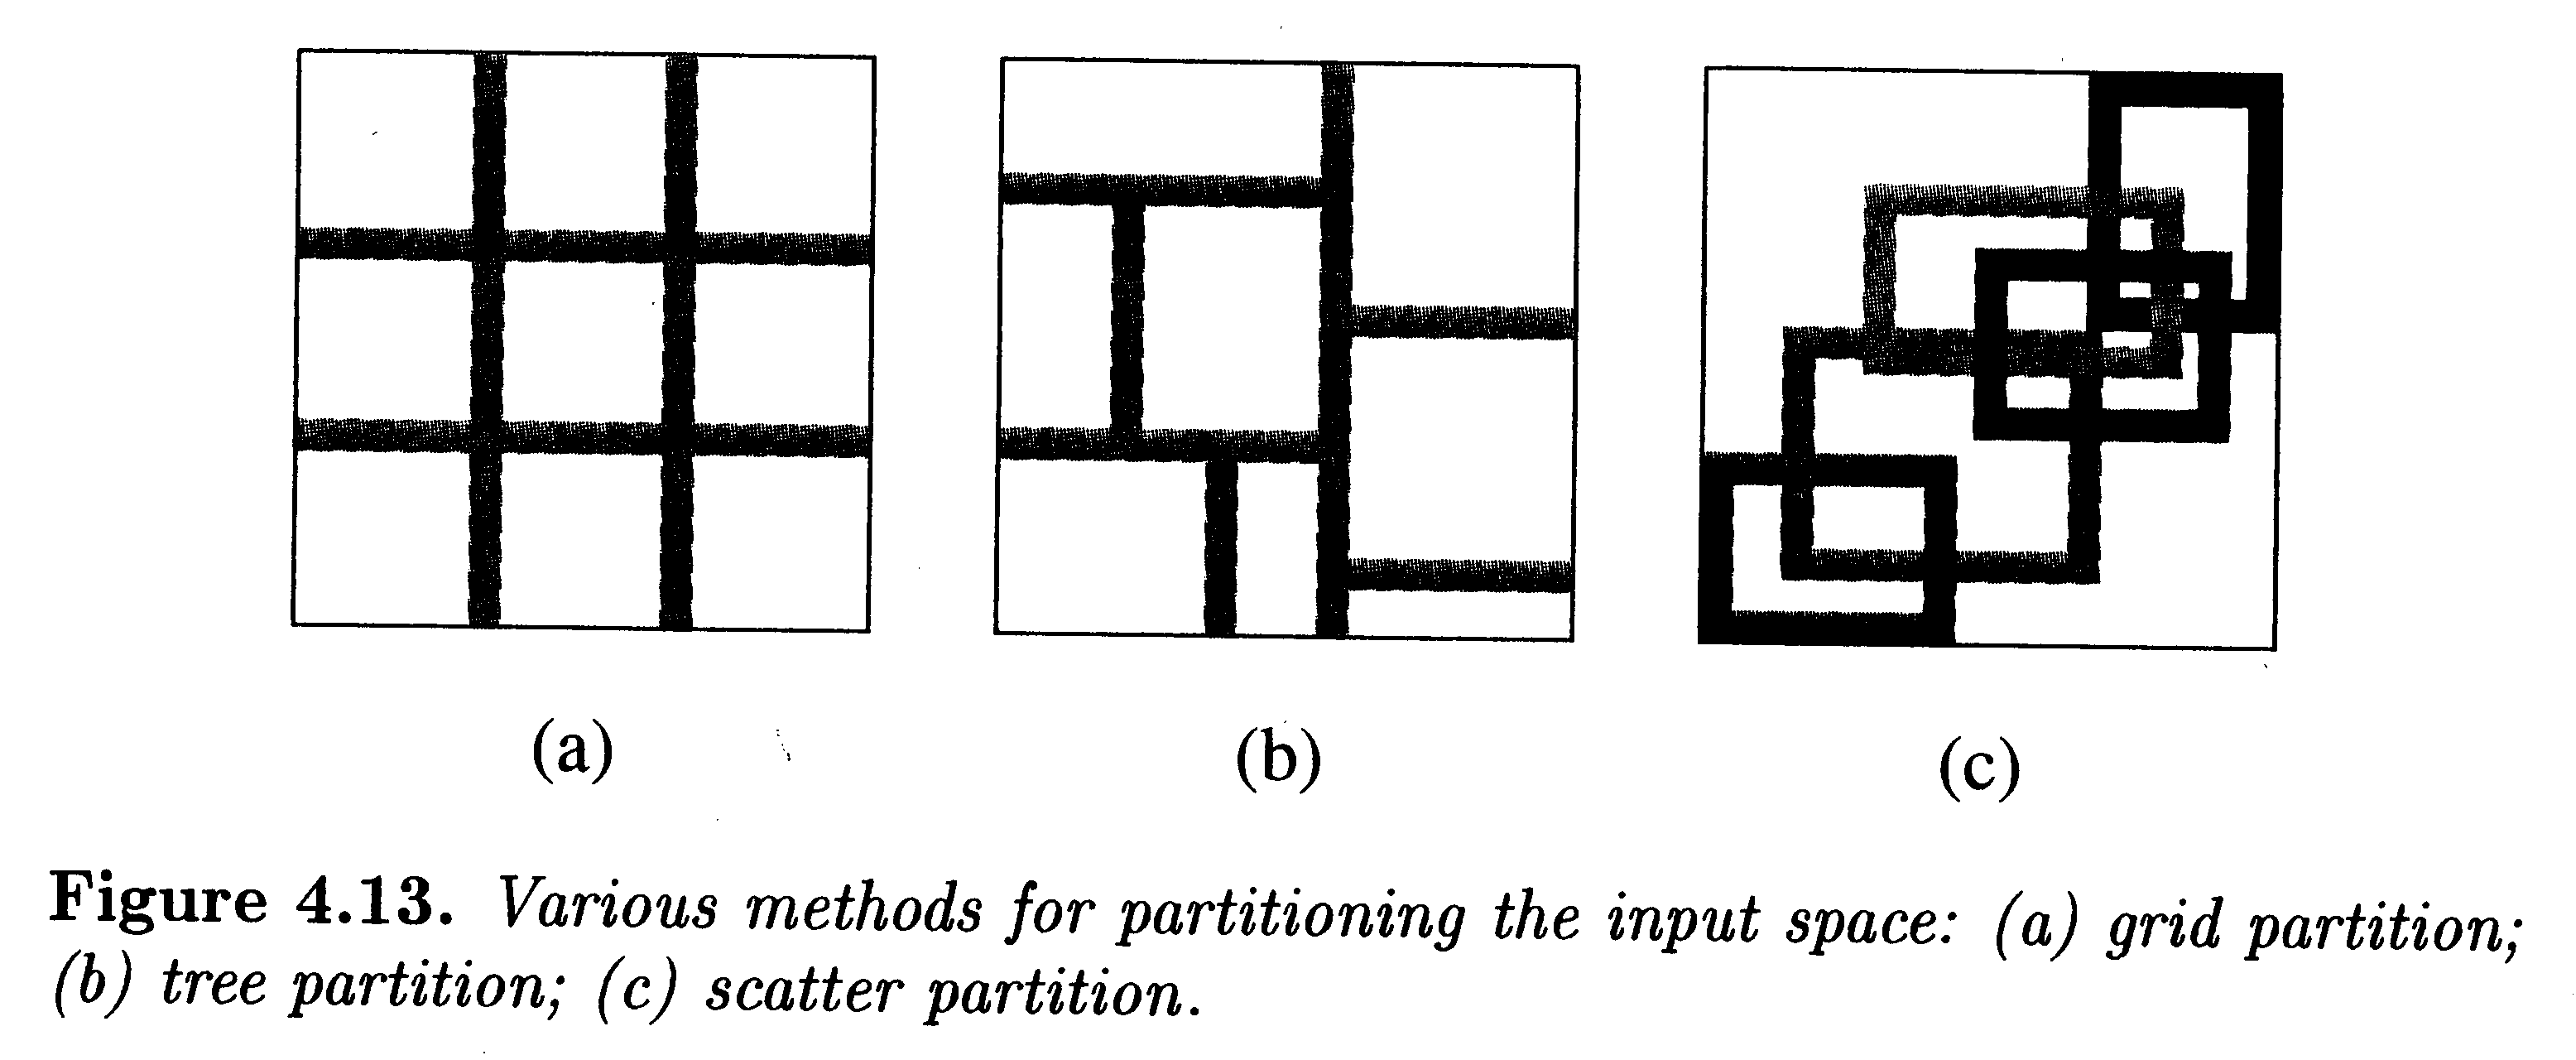 (a) (b) (c)
Figure 4.13. Various methods for partitioning the input space: (a) grid partition;
(b) tree partition; (c) scatter partition.